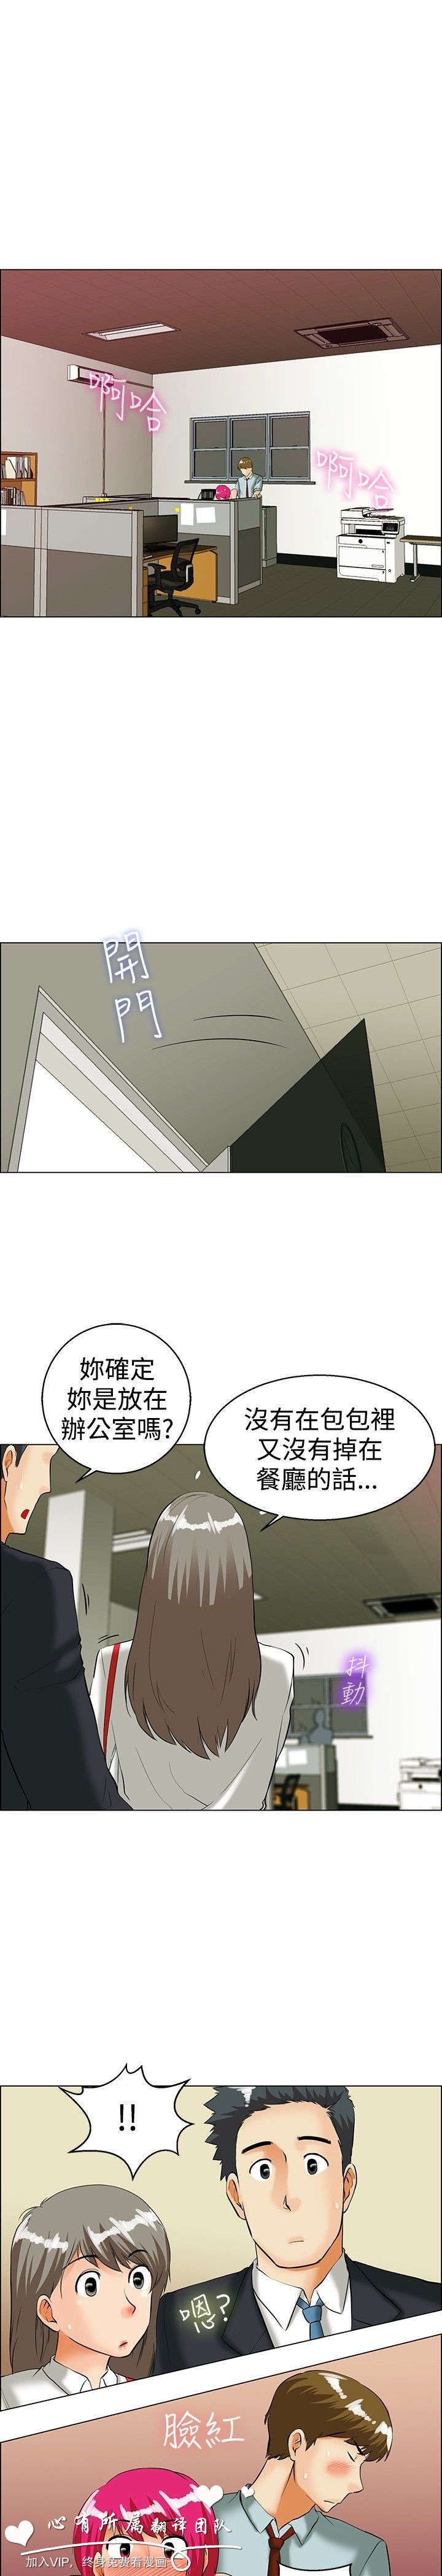 啊哈
啊哈
開門
妳確定
妳是放在
辦公室嗎?
沒有在包包裡
又沒有掉在
餐廳的話...
抖動
!!
嗯?
臉紅
心有所属翻译团队
加入VIP，终身免费看漫画